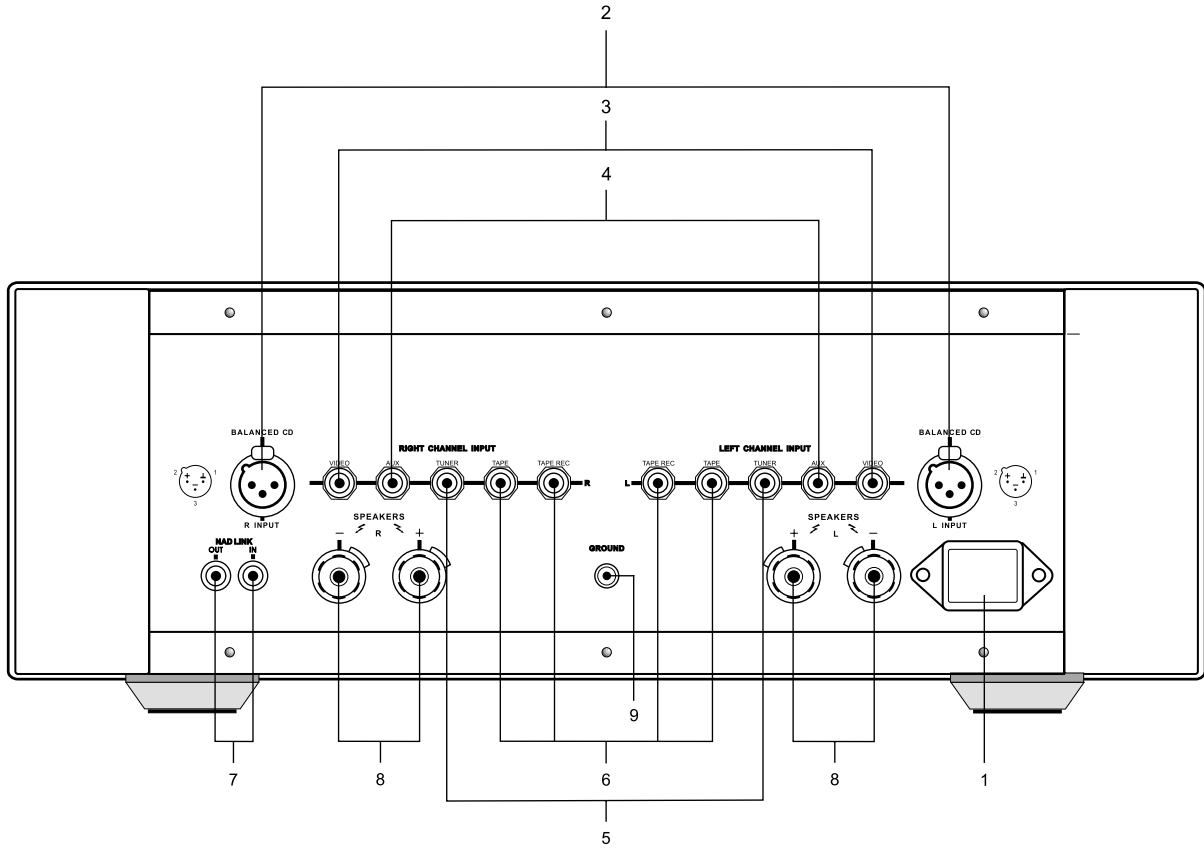 2
3
4
BALANCED CD
BALANCED CD
RIGHT CHANNEL INPUT
LEFT CHANNEL INPUT
VIDEO AUX TUNER TAPE TAPE REC
TAPE REC TAPE TUNER AUX VIDEO
2 + + 1
−
3
R
L
2 + + 1
−
3
R INPUT
L INPUT
SPEAKERS
− R +
SPEAKERS
+ L −
NAD LINK
OUT IN
GROUND
9
7
8
6
8
1
5